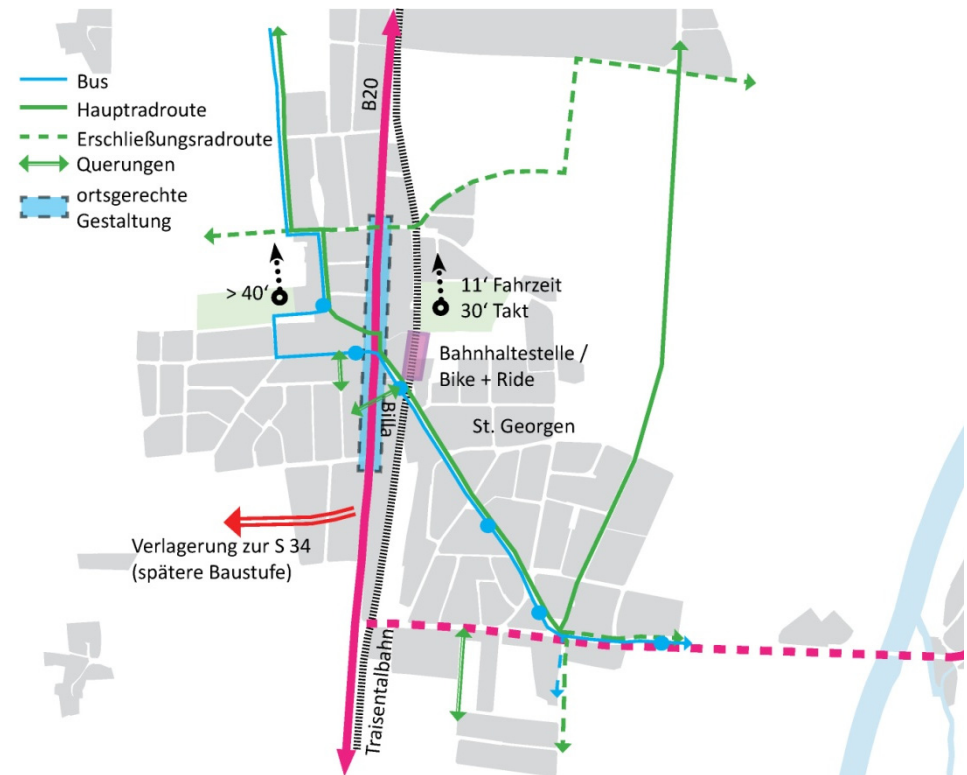 Bus
Hauptradroute
Erschließungsradroute
Querungen
ortsgerechte
Gestaltung
B20
> 40‘
11‘ Fahrzeit
30‘ Takt
Bahnhaltestelle /
Bike + Ride
Billa
St. Georgen
Verlagerung zur S 34
(spätere Baustufe)
Traisentalbahn